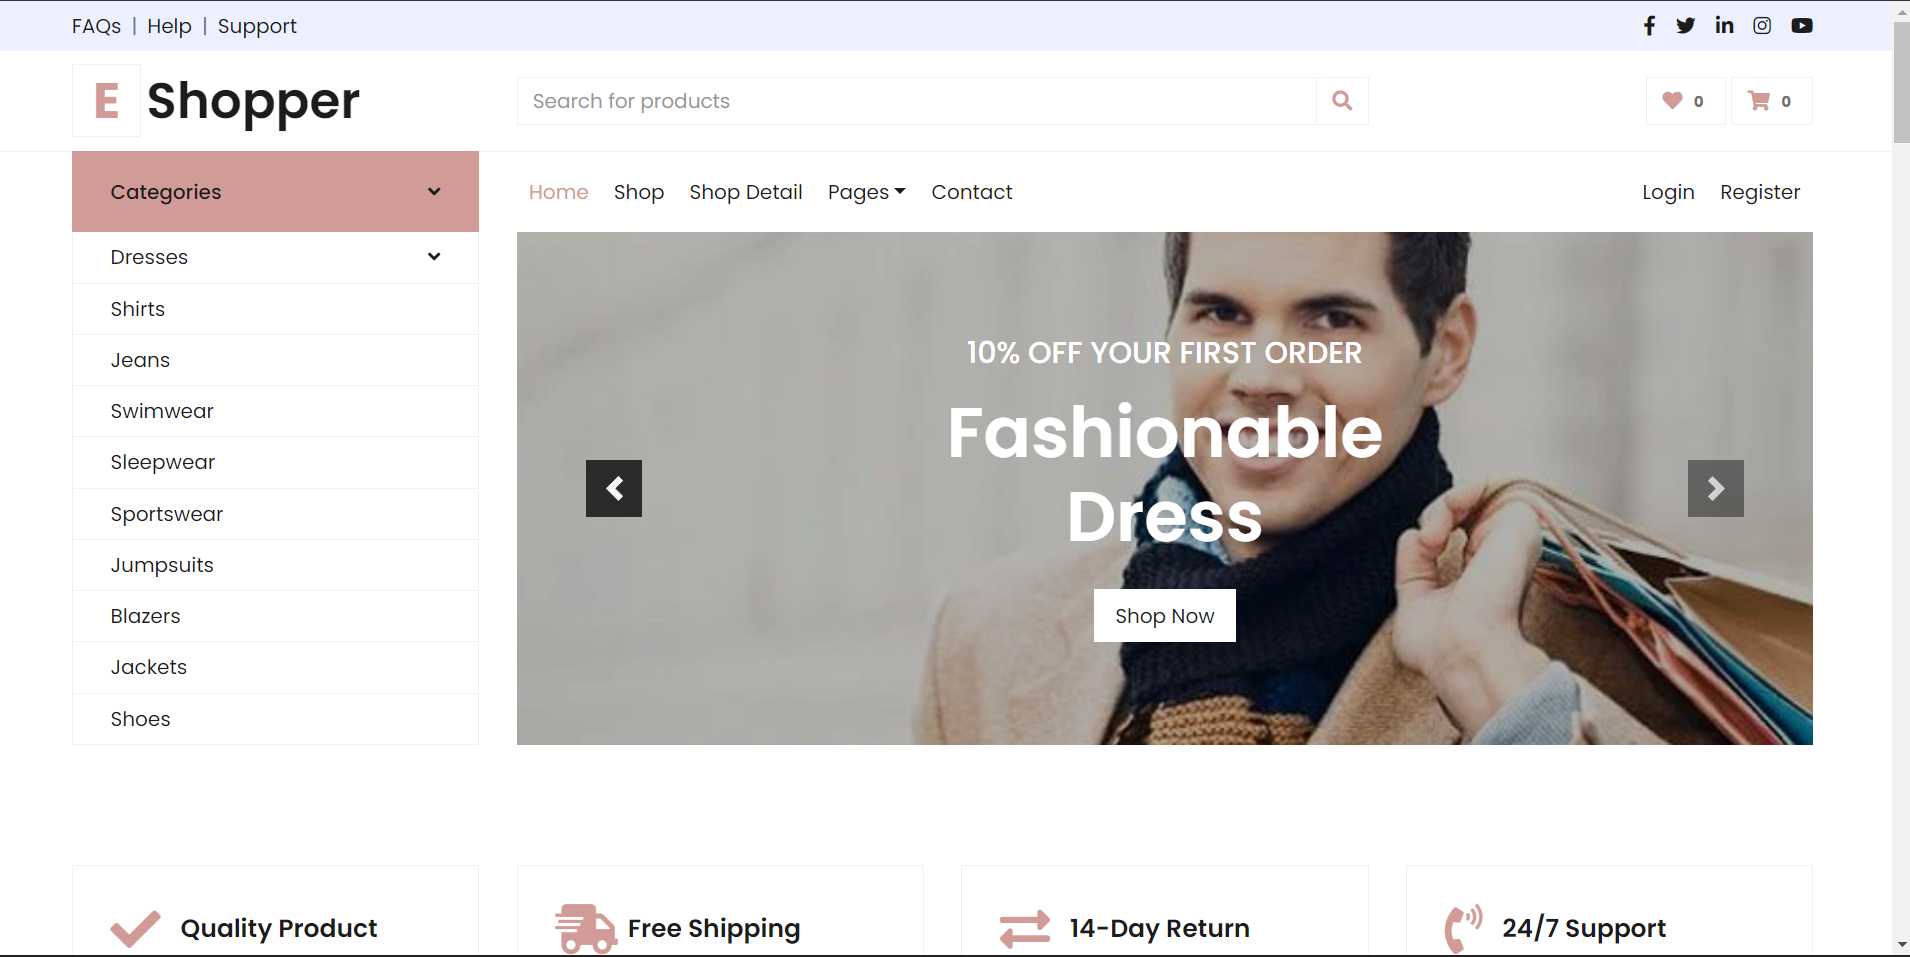 FAQs | Help | Support
E Shopper
Search for products
0
0
Categories
Home
Shop
Shop Detail
Pages
Contact
Login
Register
Dresses
Shirts
Jeans
Swimwear
Sleepwear
Sportswear
Jumpsuits
Blazers
Jackets
Shoes
10% OFF YOUR FIRST ORDER
Fashionable
Dress
Shop Now
Quality Product
Free Shipping
14-Day Return
24/7 Support